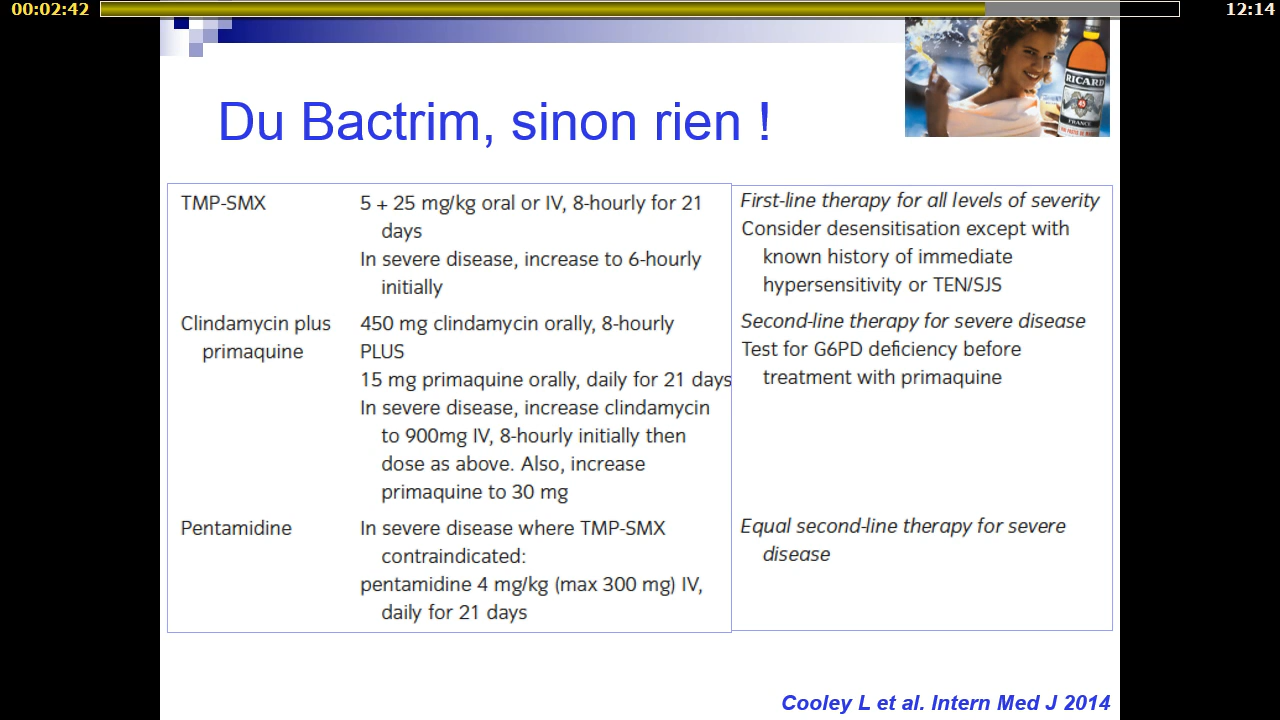 00:02:42
12:14
RICARD
45
FRANCE
Du Bactrim, sinon rien !
TMP-SMX
5 + 25 mg/kg oral or IV, 8-hourly for 21
days
In severe disease, increase to 6-hourly
initially
First-line therapy for all levels of severity
Consider desensitisation except with
known history of immediate
hypersensitivity or TEN/SJS
Clindamycin plus
primaquine
450 mg clindamycin orally, 8-hourly
PLUS
15 mg primaquine orally, daily for 21 days
In severe disease, increase clindamycin
to 900mg IV, 8-hourly initially then
dose as above. Also, increase
primaquine to 30 mg
Second-line therapy for severe disease
Test for G6PD deficiency before
treatment with primaquine
Pentamidine
In severe disease where TMP-SMX
contraindicated:
pentamidine 4 mg/kg (max 300 mg) IV,
daily for 21 days
Equal second-line therapy for severe
disease
Cooley L et al. Intern Med J 2014